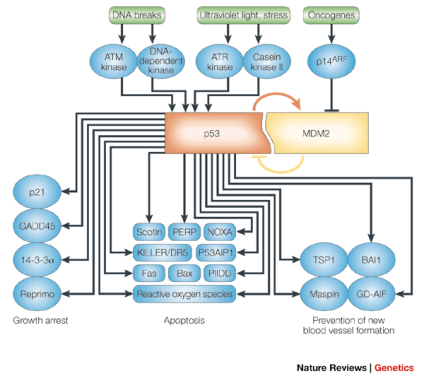 DNA breaks
Ultraviolet light, stress
Oncogenes
ATM
kinase
DNA-
dependent
kinase
ATR
kinase
Casein
kinase II
p14ARF
p53
MDM2
p21
GADD45
14-3-3σ
Reprimo
Scotin
PERP
NOXA
KILLER/DR5
P53AIP1
Fas
Bax
PIIDD
Reactive oxygen species
TSP1
BAI1
Maspin
GD-AIF
Growth arrest
Apoptosis
Prevention of new
blood vessel formation
Nature Reviews | Genetics